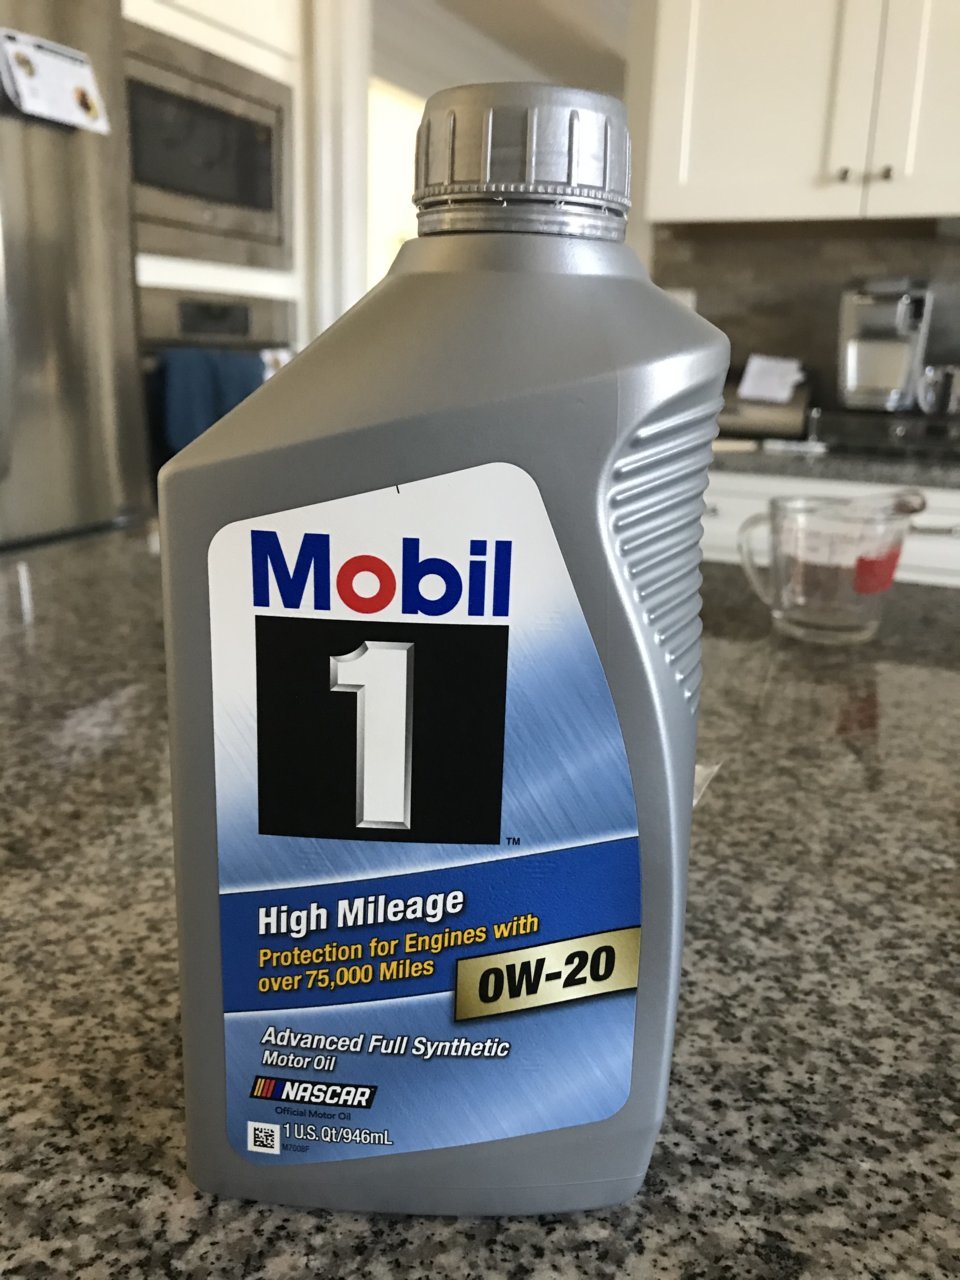 Mobil
1
TM
High Mileage
Protection for Engines with
over 75,000 Miles
0W-20
Advanced Full Synthetic
Motor Oil
NASCAR
Official Motor Oil
1 U.S. Qt/946mL